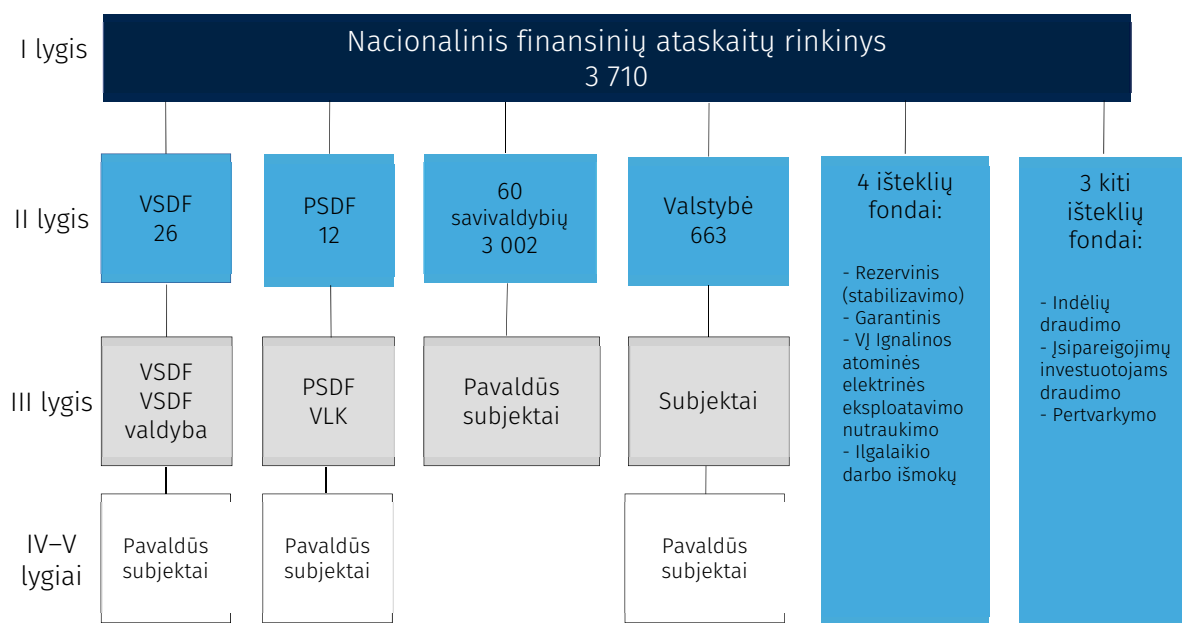 I lygis
Nacionalinis finansinių ataskaitų rinkinys
3 710
II lygis
VSDF
26
PSDF
12
60
savivaldybių
3 002
Valstybė
663
4 išteklių
fondai:
- Rezervinis
(stabilizavimo)
- Garantinis
- VĮ Ignalinos
atominės
elektrinės
eksploatavimo
nutraukimo
- Ilgalaikio
darbo išmokų
3 kiti
išteklių
fondai:
- Indėlių
draudimo
- Įsipareigojimų
investuotojams
draudimo
- Pertvarkymo
III lygis
VSDF
VSDF
valdyba
PSDF
VLK
Pavaldūs
subjektai
Subjektai
IV–V
lygiai
Pavaldūs
subjektai
Pavaldūs
subjektai
Pavaldūs
subjektai